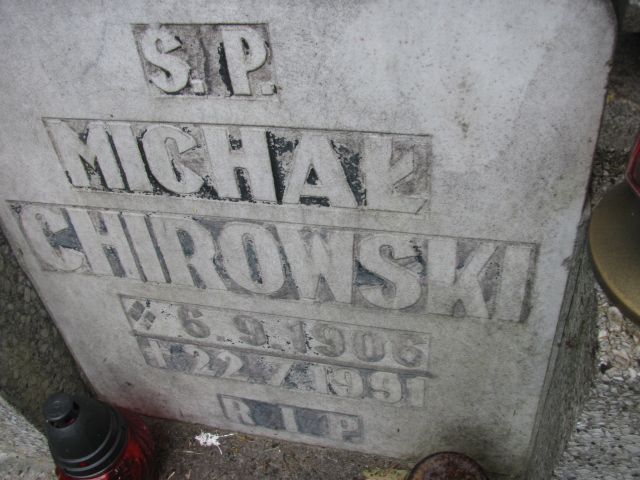 Ś.P.
MICHAŁ
CHIROWSKI
* 6.9.1906
† 22.7.1991
R I P